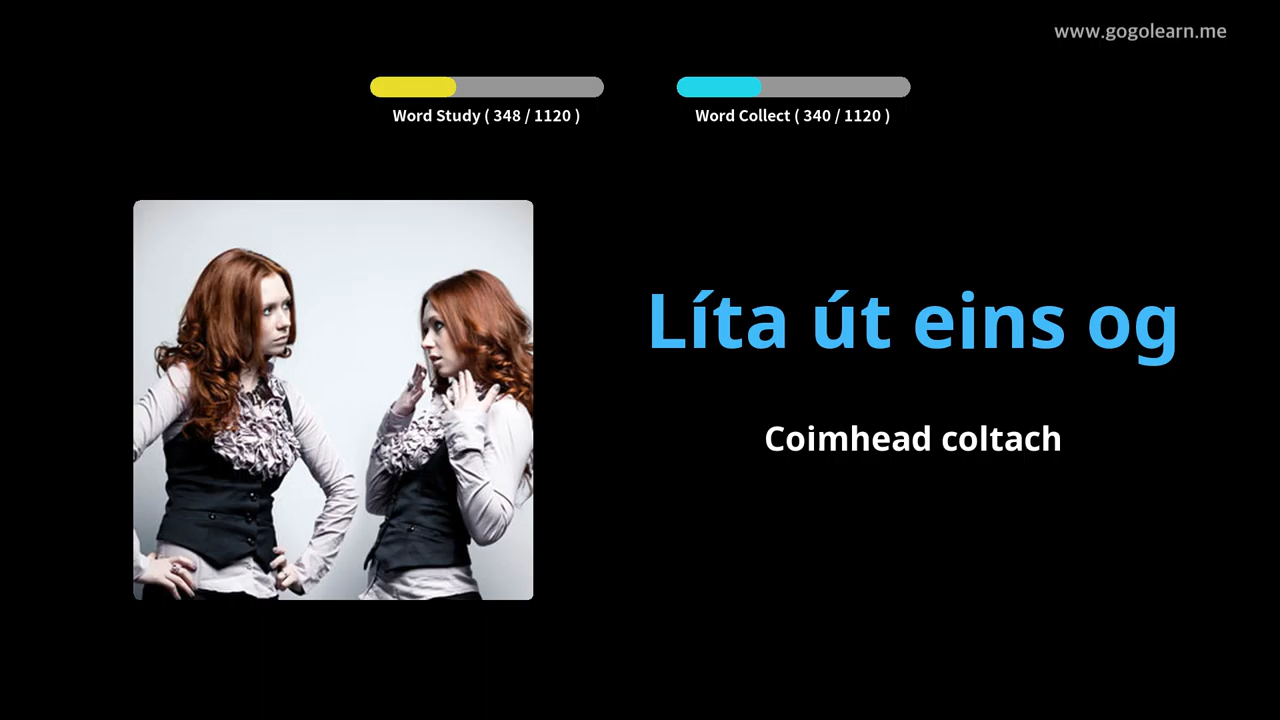 www.gogolearn.me
Word Study ( 348 / 1120 )
Word Collect ( 340 / 1120 )
Líta út eins og
Coimhead coltach